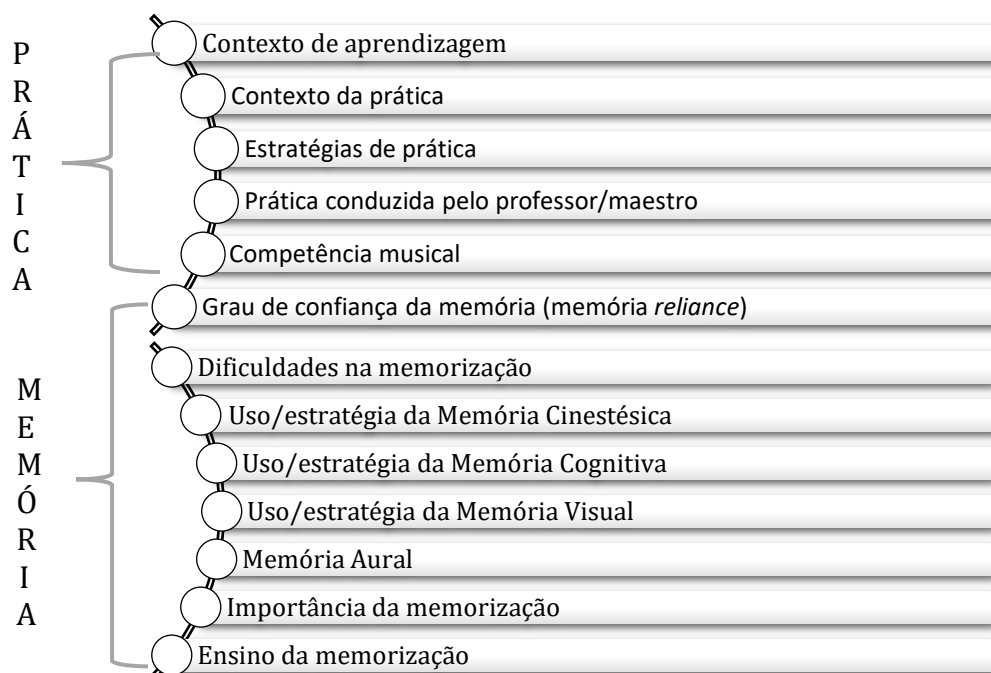 PRÁTICA
Contexto de aprendizagem
Contexto da prática
Estratégias de prática
Prática conduzida pelo professor/maestro
Competência musical
MEMÓRIA
Grau de confiança da memória (memória reliance)
Dificuldades na memorização
Uso/estratégia da Memória Cinestésica
Uso/estratégia da Memória Cognitiva
Uso/estratégia da Memória Visual
Memória Aural
Importância da memorização
Ensino da memorização